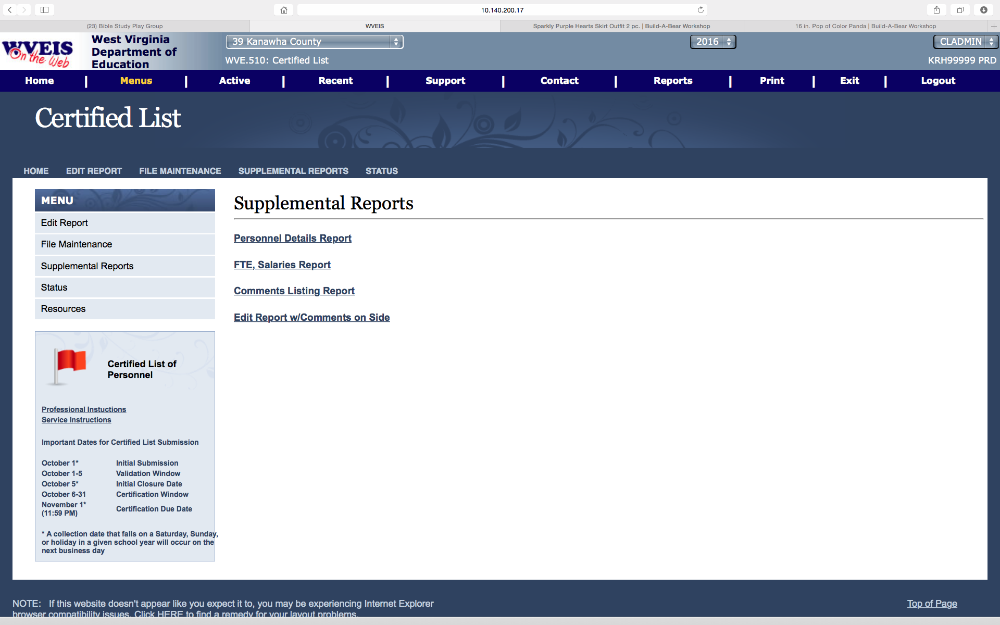 10.140.200.17
(23) Bible Study Play Group
WVEIS
Sparkly Purple Hearts Skirt Outfit 2 pc. | Build-A-Bear Workshop
16 in. Pop of Color Panda | Build-A-Bear Workshop
WVEIS
On the Web
West Virginia
Department of
Education
39 Kanawha County
2016
CLADMIN
WVE.510: Certified List
KRH99999 PRD
Home | Menus | Active | Recent | Support | Contact | Reports | Print | Exit | Logout
Certified List
HOME EDIT REPORT FILE MAINTENANCE SUPPLEMENTAL REPORTS STATUS
MENU
Edit Report
File Maintenance
Supplemental Reports
Status
Resources
Supplemental Reports
Personnel Details Report
FTE, Salaries Report
Comments Listing Report
Edit Report w/Comments on Side
Certified List of
Personnel
Professional Instuctions
Service Instructions
Important Dates for Certified List Submission
October 1* Initial Submission
October 1-5 Validation Window
October 5* Initial Closure Date
October 6-31 Certification Window
November 1*
(11:59 PM) Certification Due Date
* A collection date that falls on a Saturday, Sunday,
or holiday in a given school year will occur on the
next business day
NOTE: If this website doesn't appear like you expect it to, you may be experiencing Internet Explorer
browser compatibility issues. Click HERE to find a remedy for your layout problems.
Top of Page